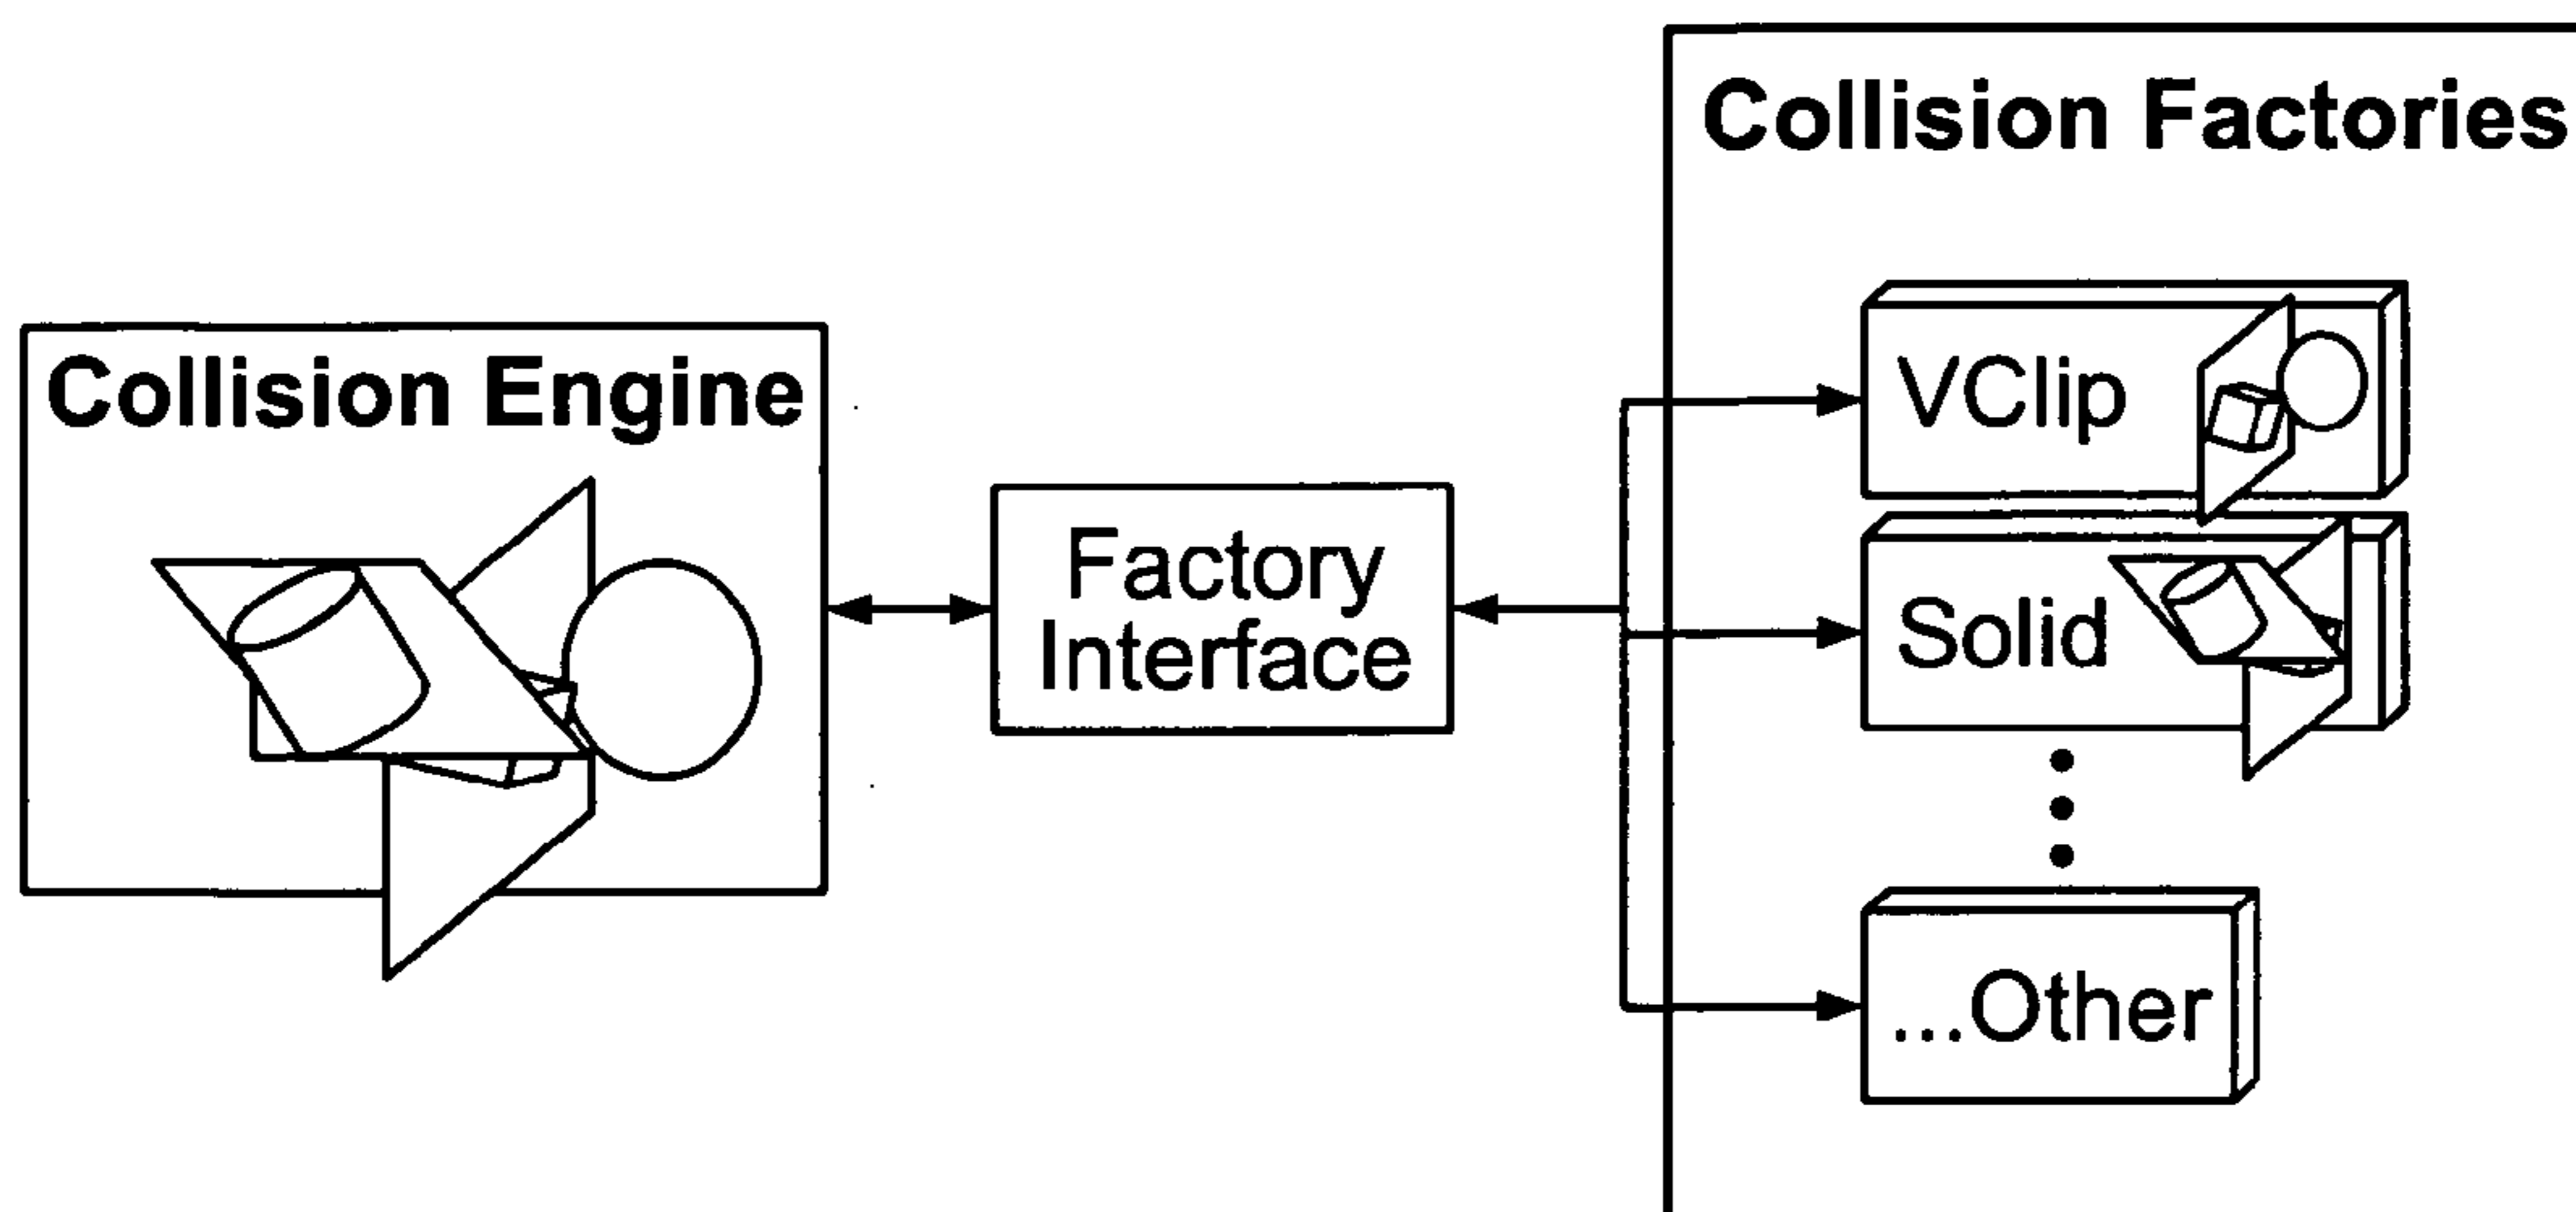 Collision Factories
Collision Engine
VClip
Factory
Interface
Solid
...Other